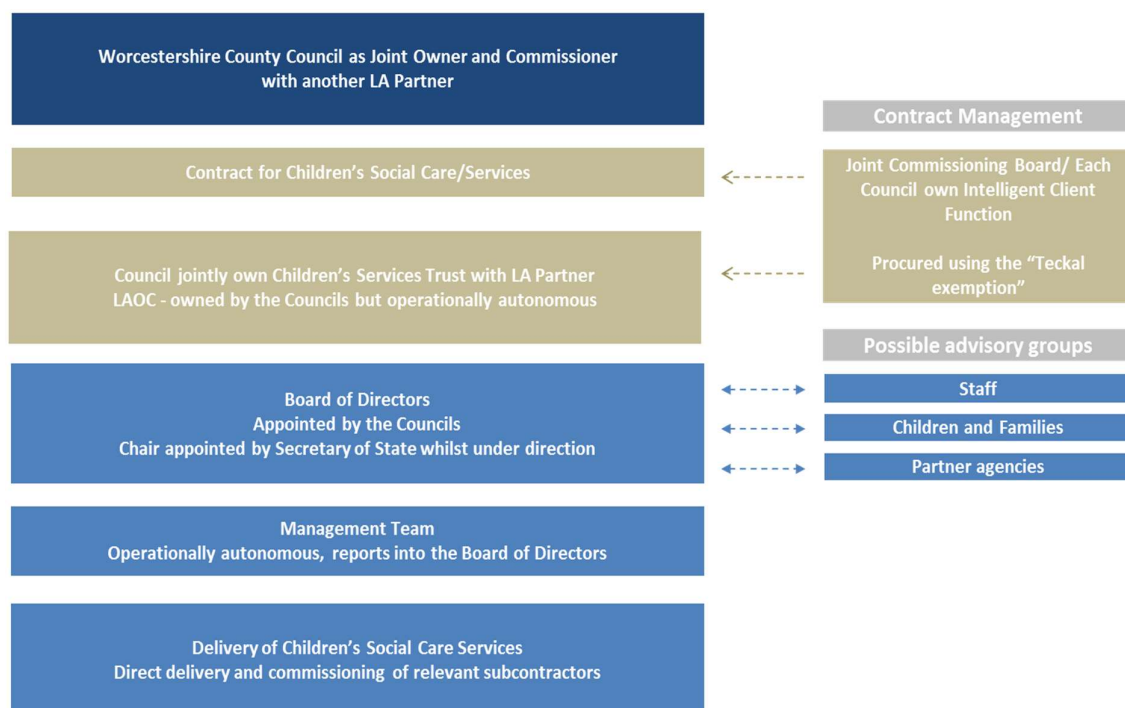 Worcestershire County Council as Joint Owner and Commissioner
with another LA Partner
Contract Management
Contract for Children's Social Care/Services
Joint Commissioning Board/ Each
Council own Intelligent Client
Function
Procured using the “Teckal
exemption”
Council jointly own Children's Services Trust with LA Partner
LAOC - owned by the Councils but operationally autonomous
Possible advisory groups
Board of Directors
Appointed by the Councils
Chair appointed by Secretary of State whilst under direction
Staff
Children and Families
Partner agencies
Management Team
Operationally autonomous, reports into the Board of Directors
Delivery of Children's Social Care Services
Direct delivery and commissioning of relevant subcontractors